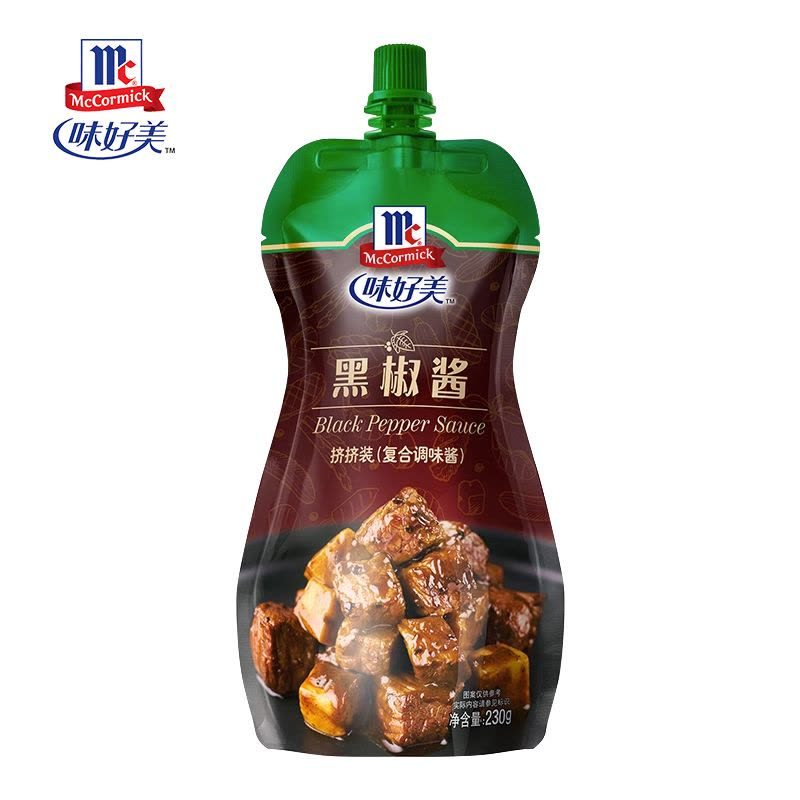 Mc
McCormick
味好美™
Mc
McCormick
味好美™
黑椒酱
Black Pepper Sauce
挤挤装(复合调味酱)
图案仅供参考
实际内容请参见标识
净含量:230g